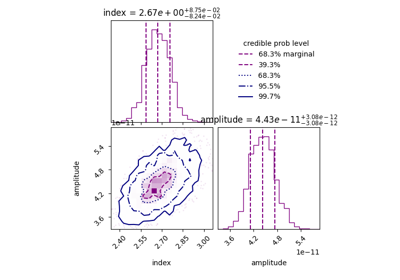 index = 2.67e+00+8.75e−02−8.24e−02
credible prob level
68.3% marginal
39.3%
68.3%
95.5%
99.7%
1e−11
amplitude = 4.43e−11+3.08e−12−3.08e−12
amplitude
5.4
4.8
4.2
3.6
2.40 2.55 2.70 2.85 3.00
3.6 4.2 4.8 5.4
1e−11
index
amplitude